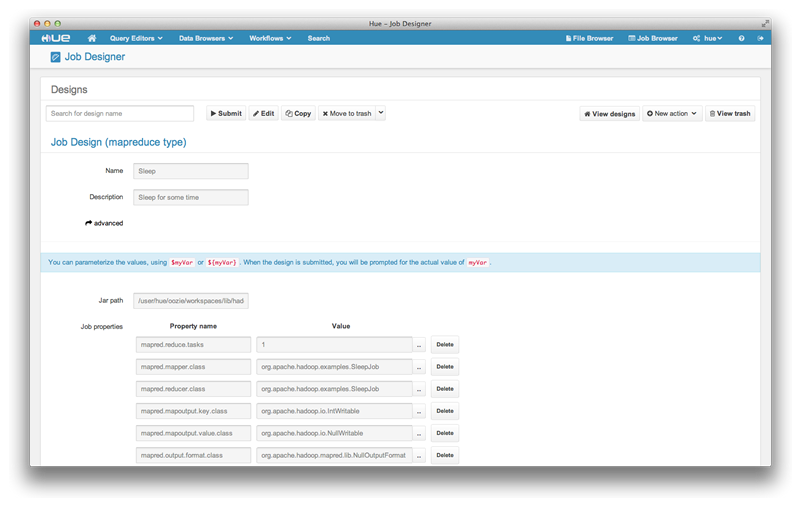 Hue – Job Designer
HUE Query Editors Data Browsers Workflows Search File Browser Job Browser hue
Job Designer
Designs
Search for design name Submit Edit Copy Move to trash View designs New action View trash
Job Design (mapreduce type)
Name Sleep
Description Sleep for some time
advanced
You can parameterize the values, using $myVar or ${myVar}. When the design is submitted, you will be prompted for the actual value of myVar.
Jar path /user/hue/oozie/workspaces/lib/had
Job properties Property name Value
mapred.reduce.tasks 1 .. Delete
mapred.mapper.class org.apache.hadoop.examples.SleepJob .. Delete
mapred.reducer.class org.apache.hadoop.examples.SleepJob .. Delete
mapred.mapoutput.key.class org.apache.hadoop.io.IntWritable .. Delete
mapred.mapoutput.value.class org.apache.hadoop.io.NullWritable .. Delete
mapred.output.format.class org.apache.hadoop.mapred.lib.NullOutputFormat .. Delete